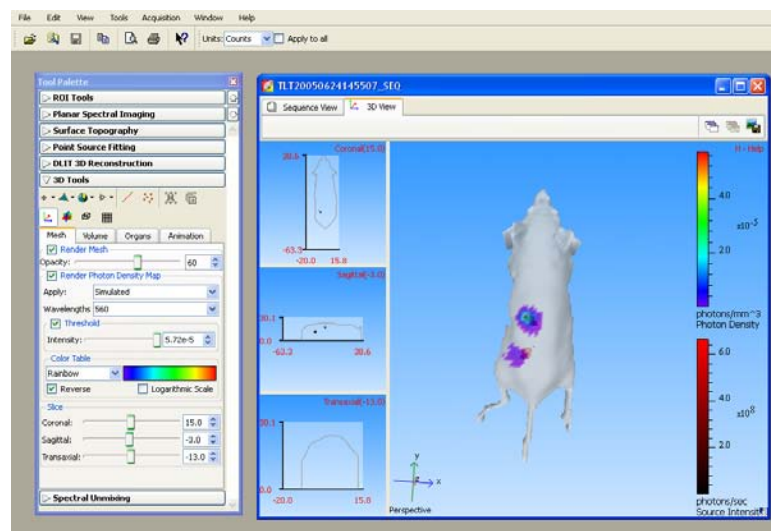 File Edit View Tools Acquisition Window Help
Units: Counts Apply to all
Tool Palette
ROI Tools
Planar Spectral Imaging
Surface Topography
Point Source Fitting
DLIT 3D Reconstruction
3D Tools
Mesh Volume Organs Animation
Render Mesh
Opacity: 60
Render Photon Density Map
Apply: Simulated
Wavelengths 560
Threshold
Intensity: 5.72e-5
Color Table
Rainbow
Reverse Logarithmic Scale
Slice
Coronal: 15.0
Sagittal: -3.0
Transaxial: -13.0
Spectral Unmixing
TLT20050624145507_SEQ
Sequence View 3D View
Coronal(15.0)
20.6
-63.3
-20.0 15.8
Sagittal(-3.0)
30.1
0.0
-63.3 20.6
Transaxial(-13.0)
30.1
0.0
-20.0 15.8
H - Help
4.0
x10-5
2.0
photons/mm^3
Photon Density
6.0
4.0
x108
2.0
photons/sec
Source Intensity
y
z
x
Perspective